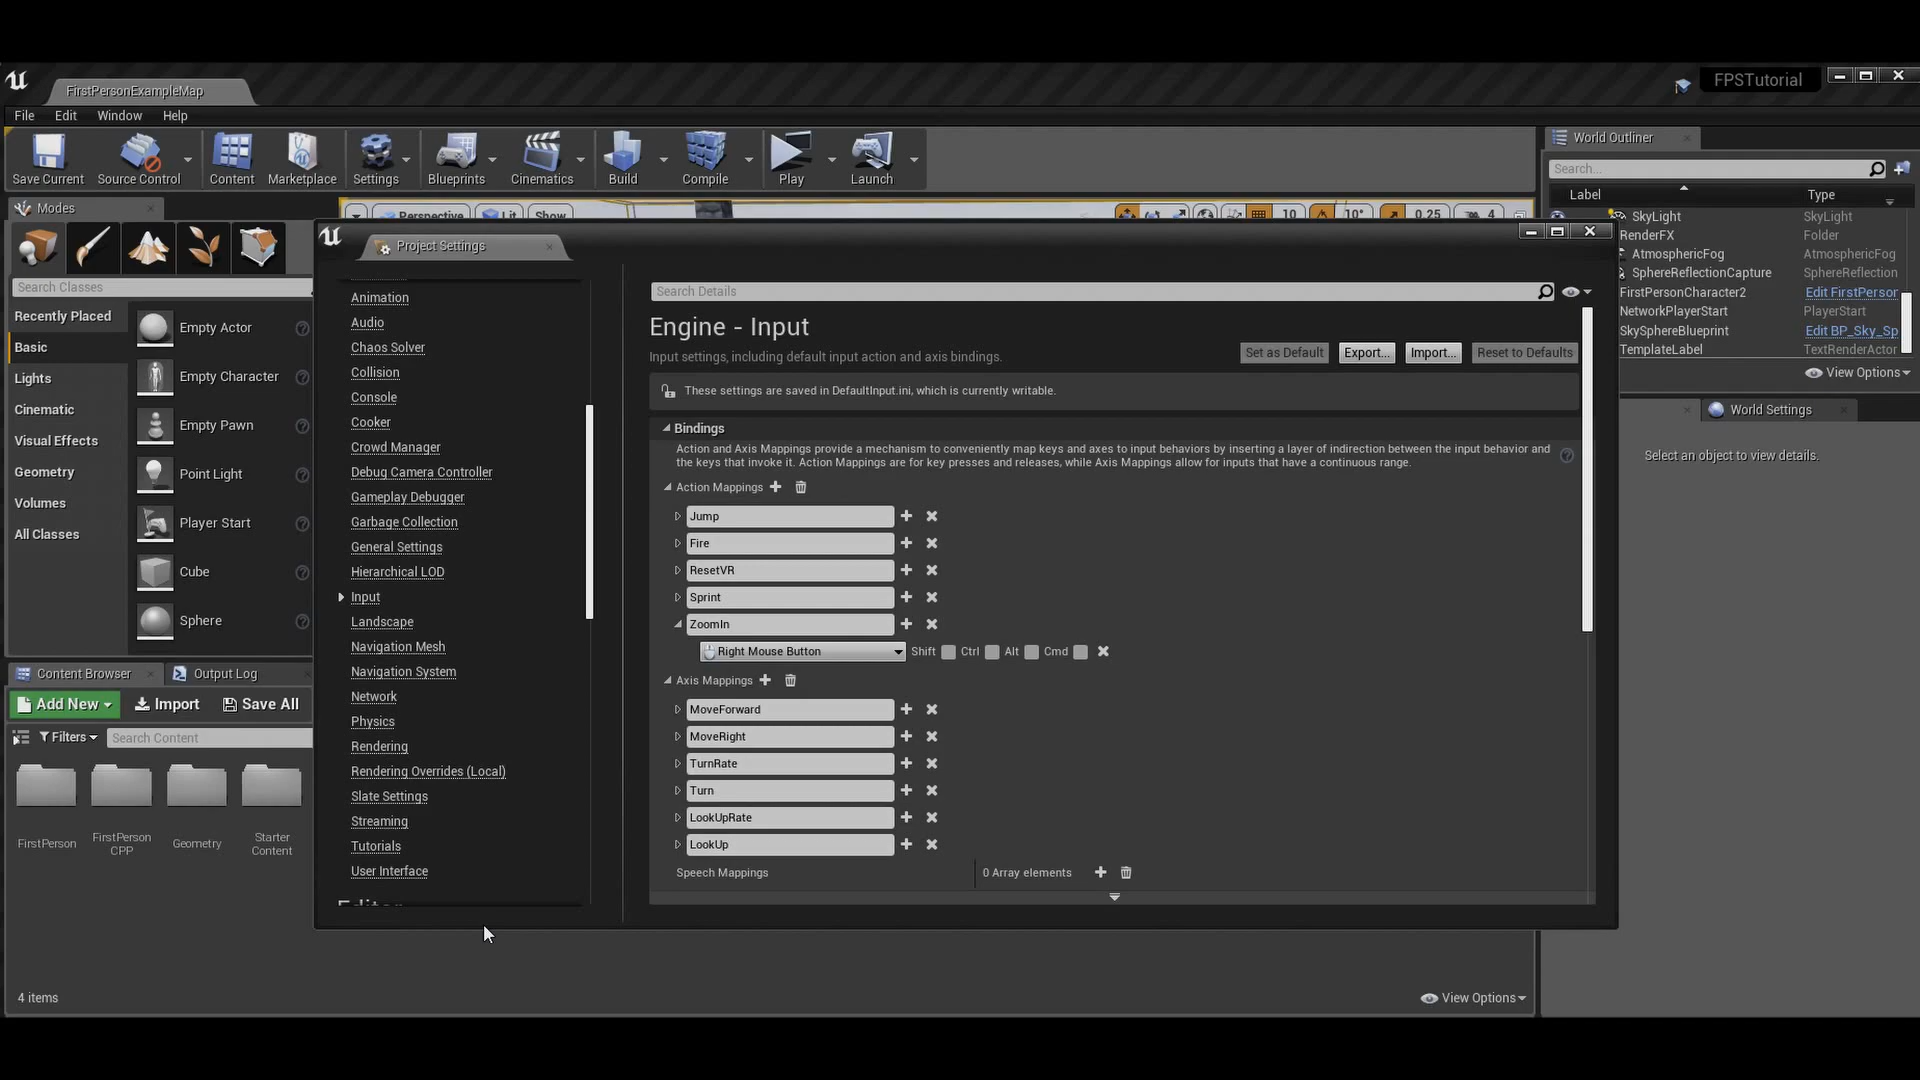 FirstPersonExampleMap
FPSTutorial
File Edit Window Help
Save Current Source Control Content Marketplace Settings Blueprints Cinematics Build Compile Play Launch
World Outliner
Search...
Label Type
SkyLight SkyLight
RenderFX Folder
AtmosphericFog AtmosphericFog
SphereReflectionCapture SphereReflection
FirstPersonCharacter2 Edit FirstPerson
NetworkPlayerStart PlayerStart
SkySphereBlueprint Edit BP_Sky_Sp
TemplateLabel TextRenderActor
View Options
World Settings
Select an object to view details.
Modes
Perspective Lit Show 10 10° 0.25 4
Search Classes
Recently Placed
Basic
Lights
Cinematic
Visual Effects
Geometry
Volumes
All Classes
Empty Actor
Empty Character
Empty Pawn
Point Light
Player Start
Cube
Sphere
Project Settings
Animation
Audio
Chaos Solver
Collision
Console
Cooker
Crowd Manager
Debug Camera Controller
Gameplay Debugger
Garbage Collection
General Settings
Hierarchical LOD
Input
Landscape
Navigation Mesh
Navigation System
Network
Physics
Rendering
Rendering Overrides (Local)
Slate Settings
Streaming
Tutorials
User Interface
Editor
Search Details
Engine - Input
Input settings, including default input action and axis bindings.
Set as Default Export... Import... Reset to Defaults
These settings are saved in DefaultInput.ini, which is currently writable.
Bindings
Action and Axis Mappings provide a mechanism to conveniently map keys and axes to input behaviors by inserting a layer of indirection between the input behavior and
the keys that invoke it. Action Mappings are for key presses and releases, while Axis Mappings allow for inputs that have a continuous range.
Action Mappings
Jump
Fire
ResetVR
Sprint
ZoomIn
Right Mouse Button Shift Ctrl Alt Cmd
Axis Mappings
MoveForward
MoveRight
TurnRate
Turn
LookUpRate
LookUp
Speech Mappings 0 Array elements
Content Browser Output Log
Add New Import Save All
Filters Search Content
FirstPerson
FirstPerson
CPP
Geometry
Starter
Content
4 items
View Options